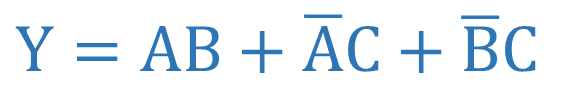 Y = AB + A̅C + B̅C